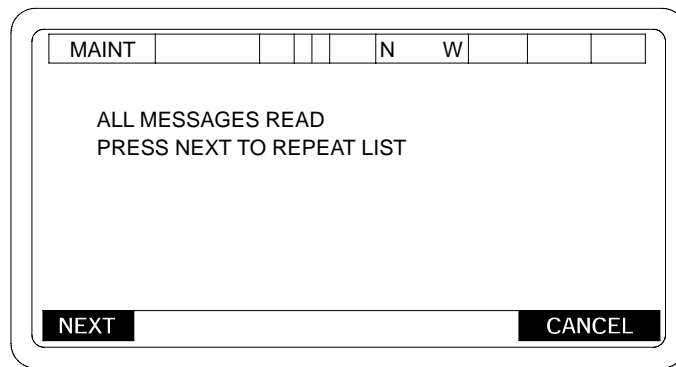 MAINT N W
ALL MESSAGES READ
PRESS NEXT TO REPEAT LIST
NEXT CANCEL